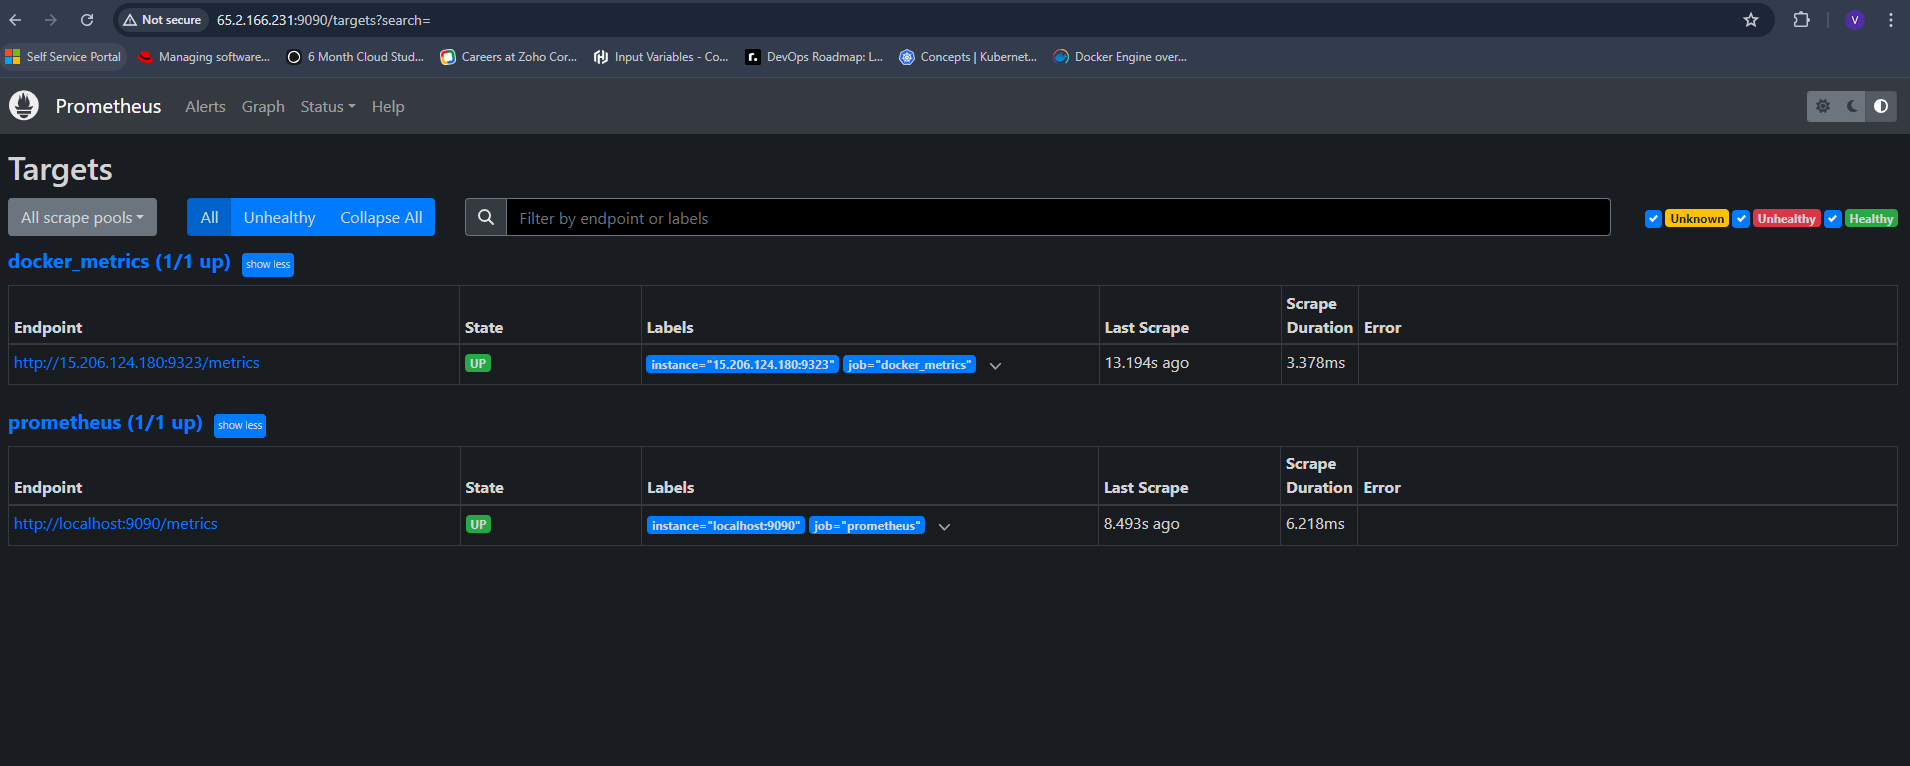 Not secure 65.2.166.231:9090/targets?search= V
Self Service Portal Managing software... 6 Month Cloud Stud... Careers at Zoho Cor... Input Variables - Co... r. DevOps Roadmap: L... Concepts | Kubernet... Docker Engine over...
Prometheus Alerts Graph Status Help
Targets
All scrape pools All Unhealthy Collapse All Filter by endpoint or labels Unknown Unhealthy Healthy
docker_metrics (1/1 up) show less
Endpoint State Labels Last Scrape Scrape Duration Error
http://15.206.124.180:9323/metrics UP instance="15.206.124.180:9323" job="docker_metrics" 13.194s ago 3.378ms
prometheus (1/1 up) show less
Endpoint State Labels Last Scrape Scrape Duration Error
http://localhost:9090/metrics UP instance="localhost:9090" job="prometheus" 8.493s ago 6.218ms